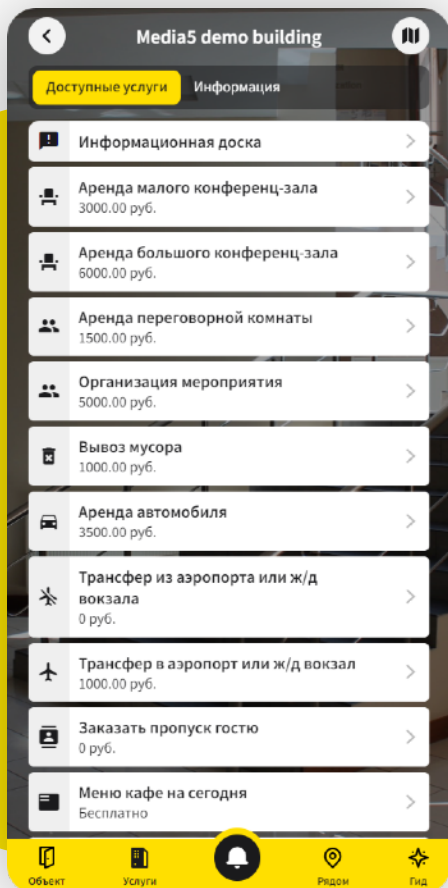 Media5 demo building
Доступные услуги
Информация
Информационная доска
Аренда малого конференц-зала
3000.00 руб.
Аренда большого конференц-зала
6000.00 руб.
Аренда переговорной комнаты
1500.00 руб.
Организация мероприятия
5000.00 руб.
Вывоз мусора
1000.00 руб.
Аренда автомобиля
3500.00 руб.
Трансфер из аэропорта или ж/д
вокзала
0 руб.
Трансфер в аэропорт или ж/д вокзал
1000.00 руб.
Заказать пропуск гостю
0 руб.
Меню кафе на сегодня
Бесплатно
Объект
Услуги
Рядом
Гид